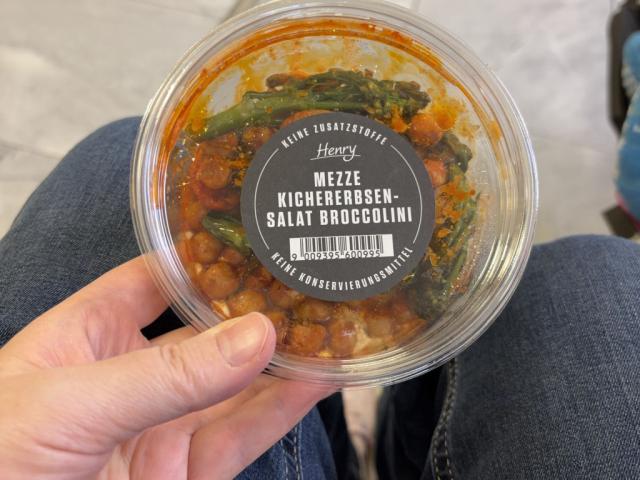 KEINE ZUSATZSTOFFE
Henry
MEZZE
KICHERERBSEN-
SALAT BROCCOLINI
9 009395 600995
KEINE KONSERVIERUNGSMITTEL